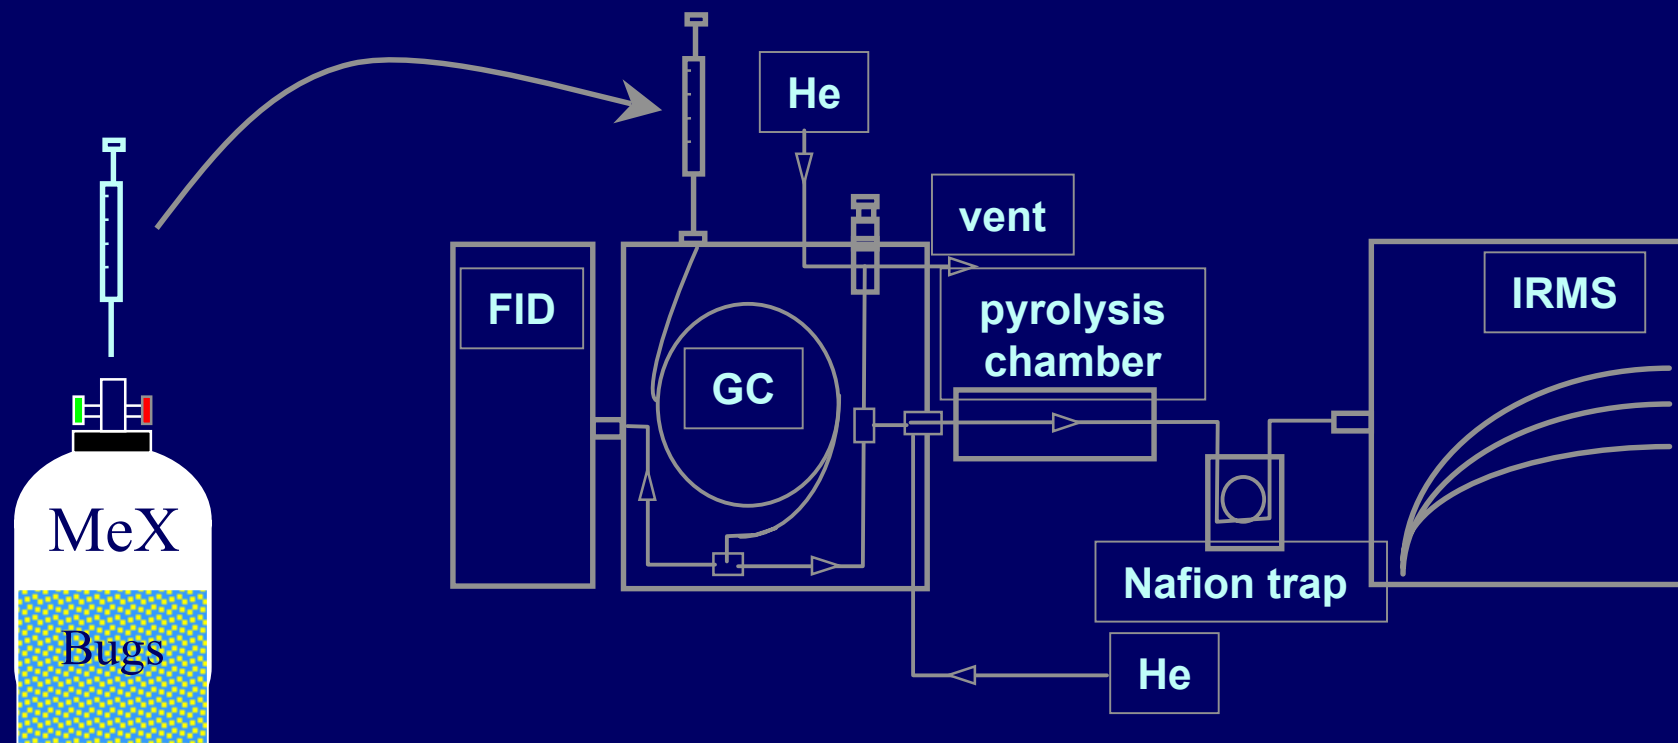 He
vent
FID
pyrolysis
chamber
IRMS
GC
MeX
Bugs
Nafion trap
He